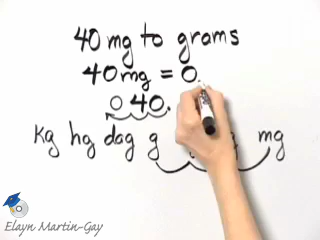 40 mg to grams
40 mg = 0.
0 40.
kg hg dag g mg
Elayn Martin-Gay